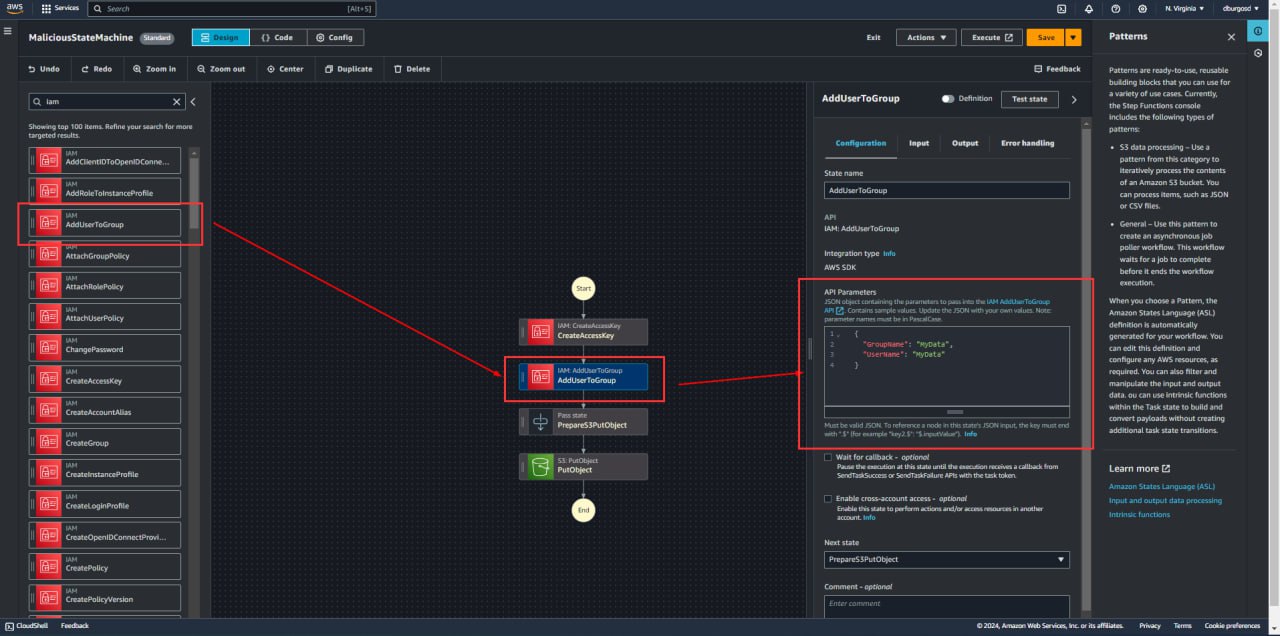 aws
Services
Search
[Alt+S]
N. Virginia
dburgosd
MaliciousStateMachine
Standard
Design
{} Code
Config
Exit
Actions
Execute
Save
Undo
Redo
Zoom in
Zoom out
Center
Duplicate
Delete
Feedback
iam
Showing top 100 items. Refine your search for more
targeted results.
IAM
AddClientIDToOpenIDConne...
IAM
AddRoleToInstanceProfile
IAM
AddUserToGroup
IAM
AttachGroupPolicy
IAM
AttachRolePolicy
IAM
AttachUserPolicy
IAM
ChangePassword
IAM
CreateAccessKey
IAM
CreateAccountAlias
IAM
CreateGroup
IAM
CreateInstanceProfile
IAM
CreateLoginProfile
IAM
CreateOpenIDConnectProvi...
IAM
CreatePolicy
IAM
CreatePolicyVersion
Start
IAM: CreateAccessKey
CreateAccessKey
IAM: AddUserToGroup
AddUserToGroup
Pass state
PrepareS3PutObject
S3: PutObject
PutObject
End
AddUserToGroup
Definition
Test state
Configuration
Input
Output
Error handling
State name
AddUserToGroup
API
IAM: AddUserToGroup
Integration type Info
AWS SDK
API Parameters
JSON object containing the parameters to pass into the IAM AddUserToGroup
API. Contains sample values. Update the JSON with your own values. Note:
parameter names must be in PascalCase.
1 {
2 "GroupName": "MyData",
3 "UserName": "MyData"
4 }
Must be valid JSON. To reference a node in this state's JSON input, the key must end
with ".$" (for example "key2.$": "$.inputValue"). Info
Wait for callback - optional
Pause the execution at this state until the execution receives a callback from
SendTaskSuccess or SendTaskFailure APIs with the task token.
Enable cross-account access - optional
Enable this state to perform actions and/or access resources in another
account. Info
Next state
PrepareS3PutObject
Comment - optional
Enter comment
Patterns
Patterns are ready-to-use, reusable
building blocks that you can use for
a variety of use cases. Currently,
the Step Functions console
includes the following types of
patterns:
• S3 data processing – Use a
pattern from this category to
iteratively process the contents
of an Amazon S3 bucket. You
can process items, such as JSON
or CSV files.
• General – Use this pattern to
create an asynchronous job
poller workflow. This workflow
waits for a job to complete
before it ends the workflow
execution.
When you choose a Pattern, the
Amazon States Language (ASL)
definition is automatically
generated for your workflow. You
can edit this definition and
configure any AWS resources, as
required. You can also filter and
manipulate the input and output
data. ou can use intrinsic functions
within the Task state to build and
convert payloads without creating
additional task state transitions.
Learn more
Amazon States Language (ASL)
Input and output data processing
Intrinsic functions
CloudShell
Feedback
© 2024, Amazon Web Services, Inc. or its affiliates.
Privacy
Terms
Cookie preferences